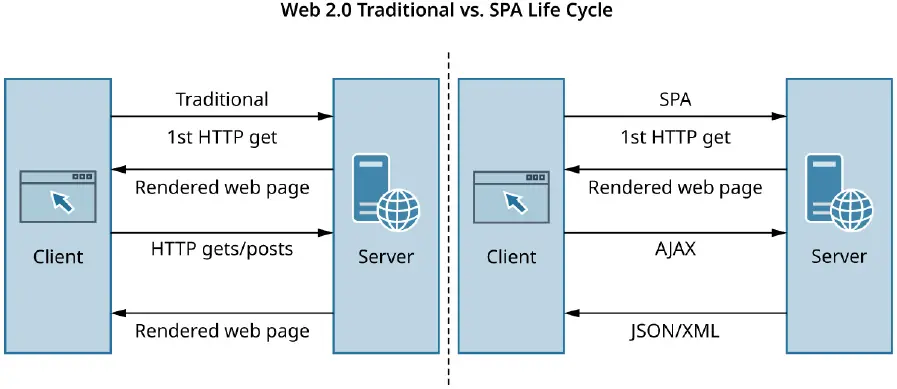 Web 2.0 Traditional vs. SPA Life Cycle
Traditional
1st HTTP get
Rendered web page
Client
HTTP gets/posts
Server
Rendered web page
SPA
1st HTTP get
Rendered web page
Client
AJAX
Server
JSON/XML